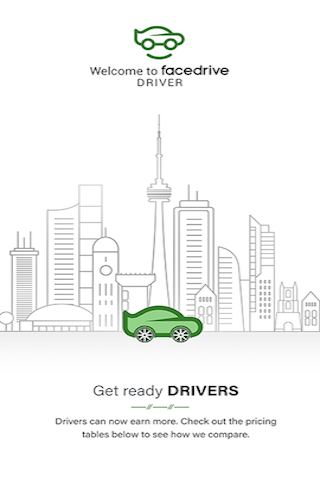 Welcome to facedrive
DRIVER
Get ready DRIVERS
Drivers can now earn more. Check out the pricing
tables below to see how we compare.